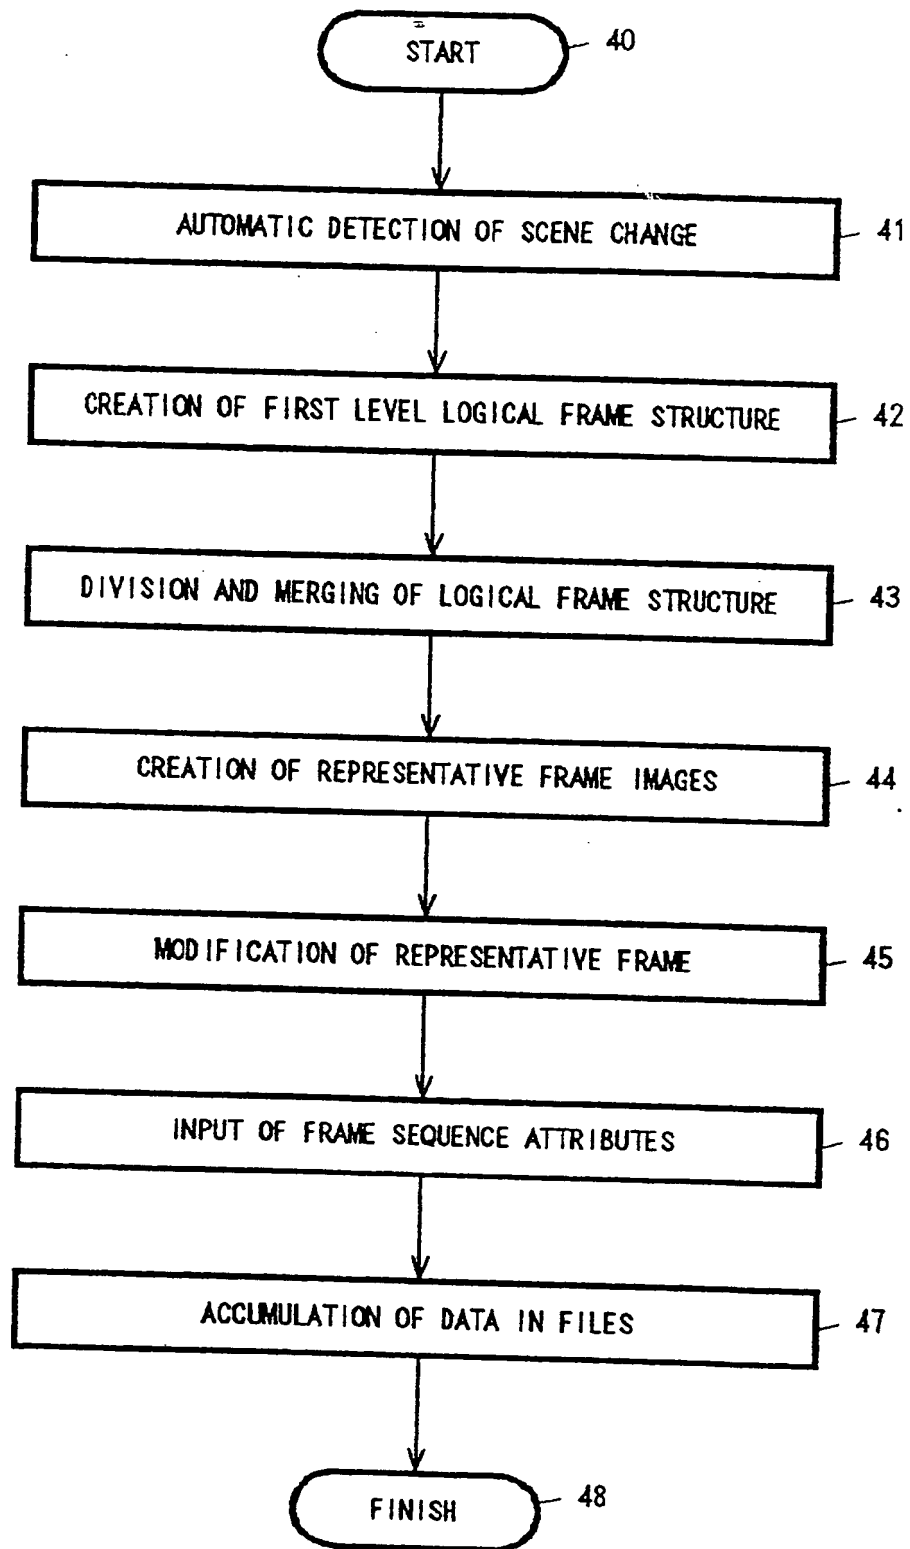 START 40
AUTOMATIC DETECTION OF SCENE CHANGE 41
CREATION OF FIRST LEVEL LOGICAL FRAME STRUCTURE 42
DIVISION AND MERGING OF LOGICAL FRAME STRUCTURE 43
CREATION OF REPRESENTATIVE FRAME IMAGES 44
MODIFICATION OF REPRESENTATIVE FRAME 45
INPUT OF FRAME SEQUENCE ATTRIBUTES 46
ACCUMULATION OF DATA IN FILES 47
FINISH 48